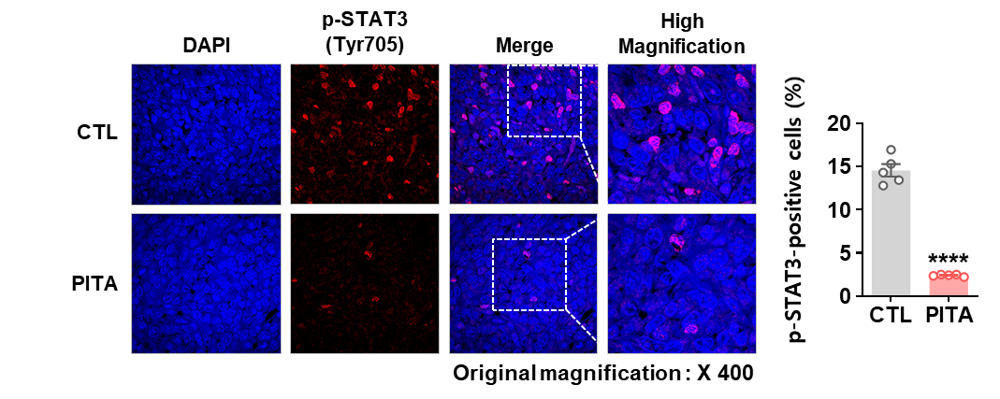 DAPI
p-STAT3
(Tyr705)
Merge
High
Magnification
CTL
PITA
Original magnification : X 400
p-STAT3-positive cells (%)
20
15
10
5
0
****
CTL
PITA